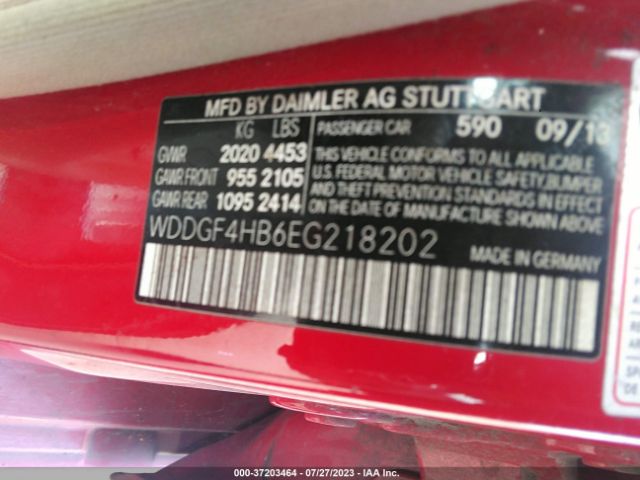 MFD BY DAIMLER AG STUTTGART
KG LBS
PASSENGER CAR 590 09/13
GVWR 2020 4453
GAWR FRONT 955 2105
GAWR REAR 1095 2414
THIS VEHICLE CONFORMS TO ALL APPLICABLE
U.S. FEDERAL MOTOR VEHICLE SAFETY, BUMPER
AND THEFT PREVENTION STANDARDS IN EFFECT
ON THE DATE OF MANUFACTURE SHOWN ABOVE
WDDGF4HB6EG218202
MADE IN GERMANY
000-37203464 / 07/27/2023 / IAA Inc.